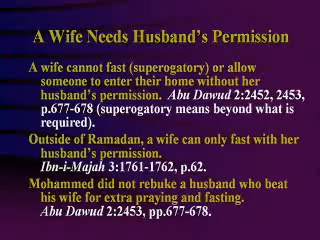 A Wife Needs Husband's Permission
A wife cannot fast (superogatory) or allow
someone to enter their home without her
husband's permission. Abu Dawud 2:2452, 2453,
p.677-678 (superogatory means beyond what is
required).
Outside of Ramadan, a wife can only fast with her
husband's permission.
Ibn-i-Majah 3:1761-1762, p.62.
Mohammed did not rebuke a husband who beat
his wife for extra praying and fasting.
Abu Dawud 2:2453, pp.677-678.